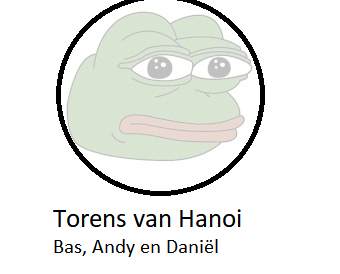 Torens van Hanoi
Bas, Andy en Daniël